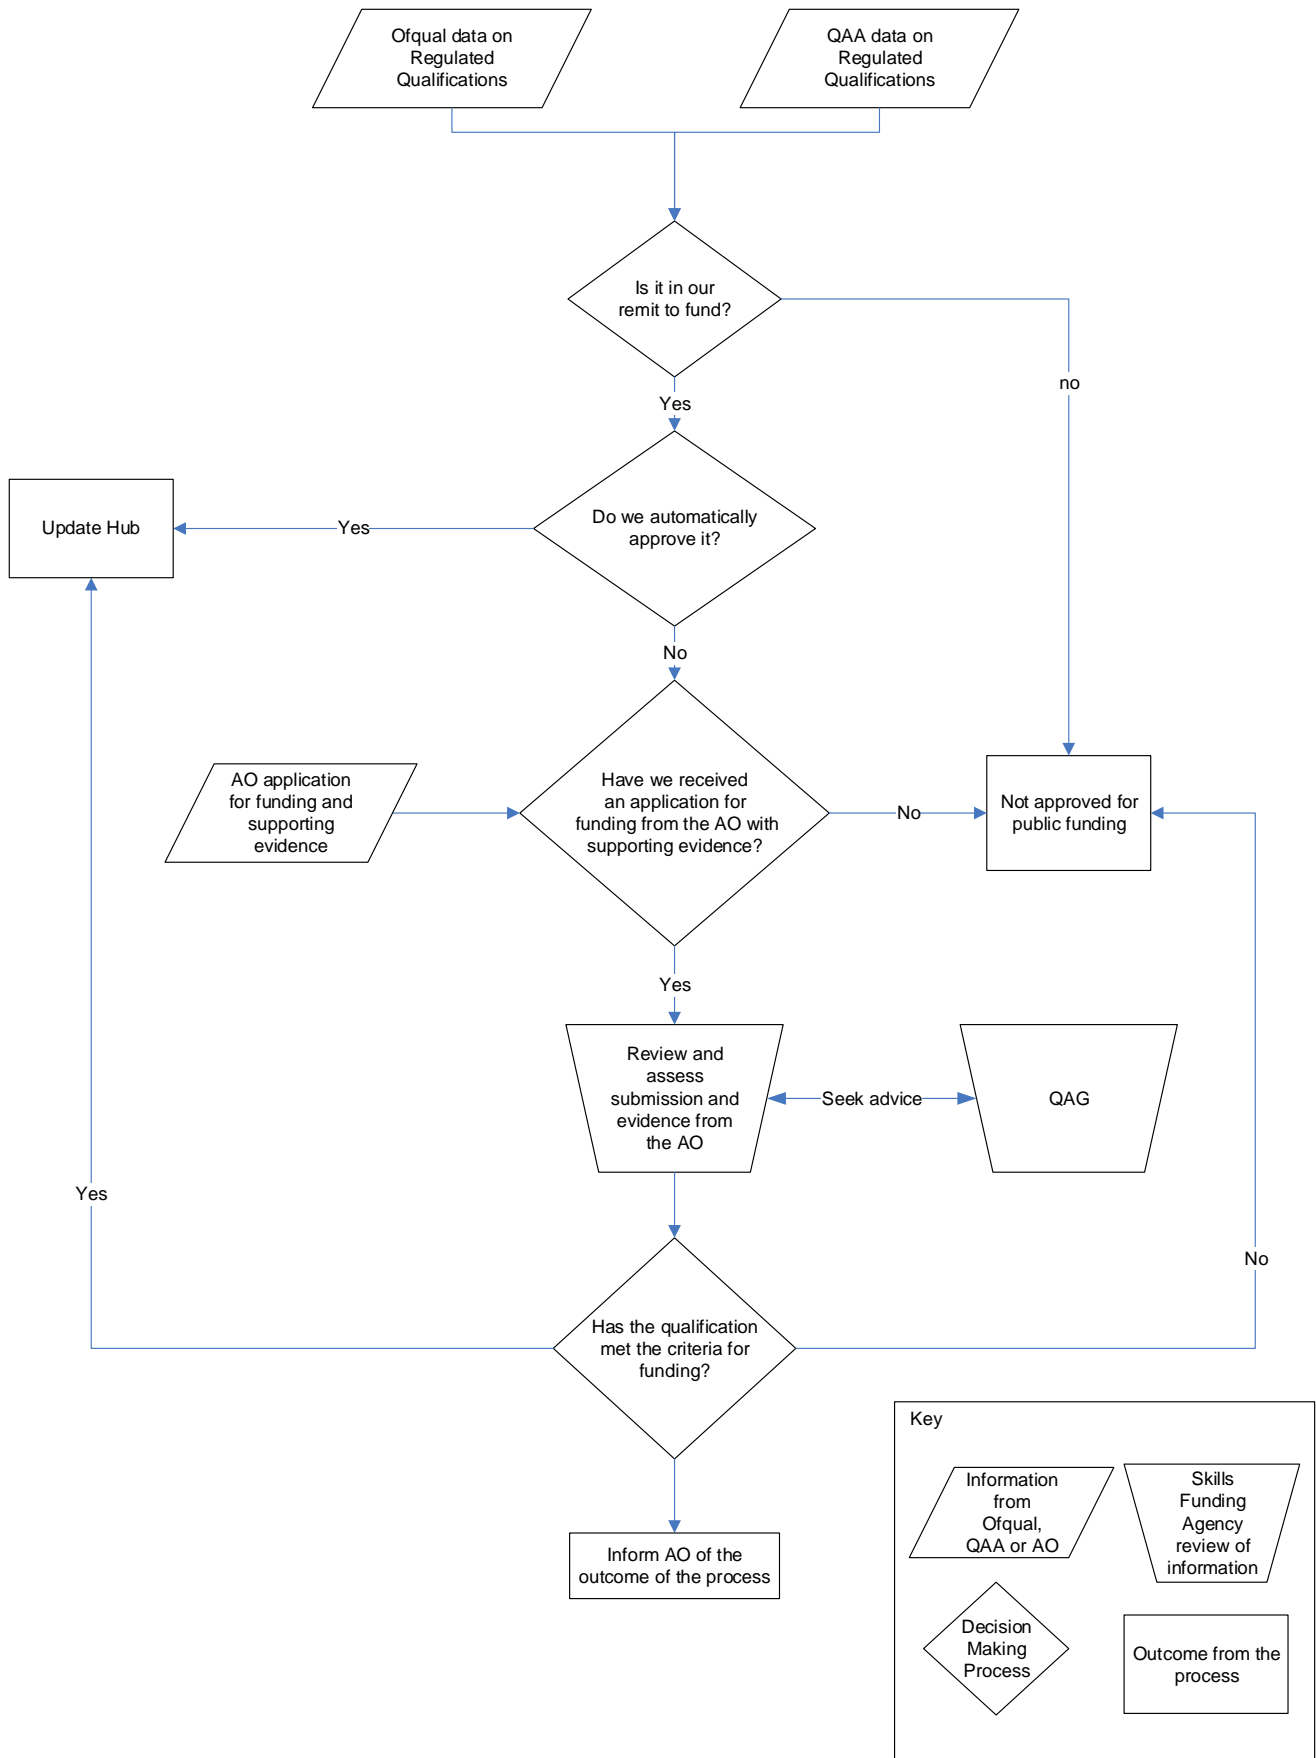 Ofqual data on
Regulated
Qualifications
QAA data on
Regulated
Qualifications
Is it in our
remit to fund?
no
Yes
Update Hub
Yes
Do we automatically
approve it?
No
AO application
for funding and
supporting
evidence
Have we received
an application for
funding from the AO with
supporting evidence?
No
Not approved for
public funding
Yes
Review and
assess
submission and
evidence from
the AO
Seek advice
QAG
Yes
No
Has the qualification
met the criteria for
funding?
Inform AO of the
outcome of the process
Key
Information
from
Ofqual,
QAA or AO
Skills
Funding
Agency
review of
information
Decision
Making
Process
Outcome from the
process